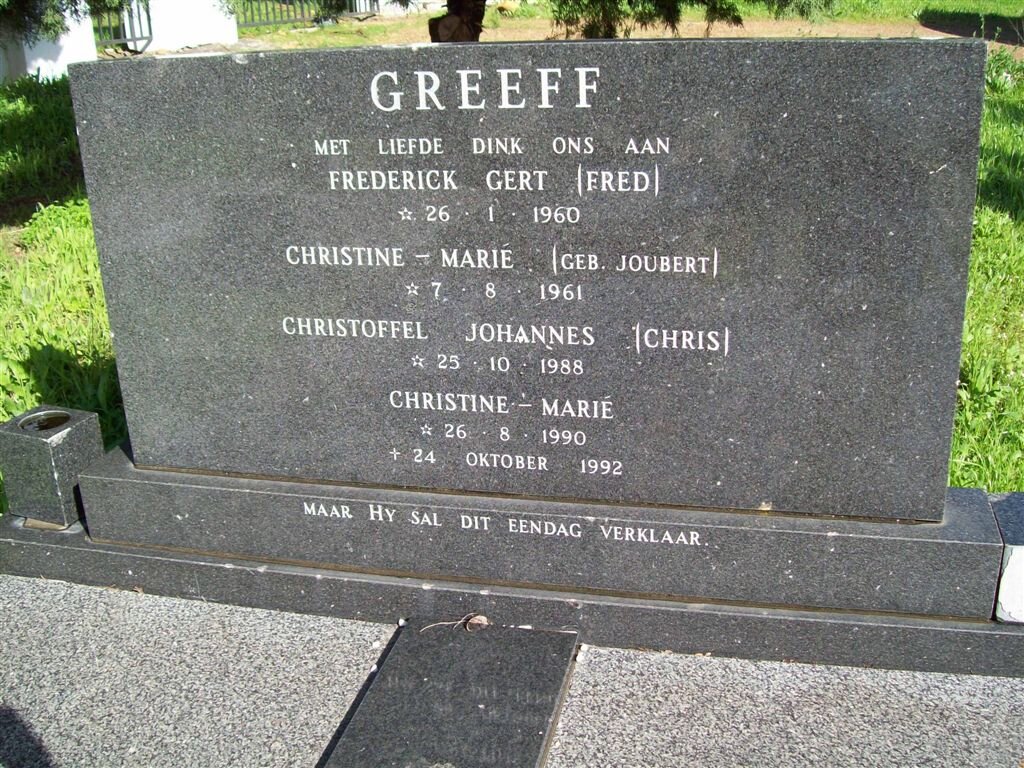 GREEFF
MET LIEFDE DINK ONS AAN
FREDERICK GERT (FRED)
☆ 26 · 1 · 1960
CHRISTINE – MARIÉ (GEB. JOUBERT)
☆ 7 · 8 · 1961
CHRISTOFFEL JOHANNES (CHRIS)
☆ 25 · 10 · 1988
CHRISTINE – MARIÉ
☆ 26 · 8 · 1990
† 24 OKTOBER 1992
MAAR HY SAL DIT EENDAG VERKLAAR.